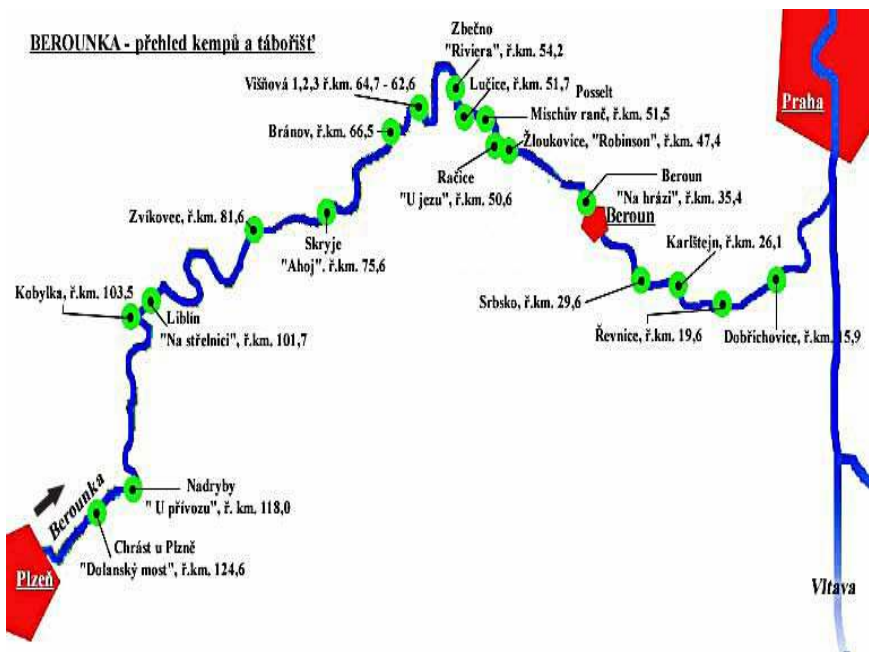 BEROUNKA - přehled kempů a tábořišť
Zbečno
"Riviera", ř.km. 54,2
Višňová 1,2,3 ř.km. 64,7 - 62,6
Lučice, ř.km. 51,7
Posselt
Mischův ranč, ř.km. 51,5
Bránov, ř.km. 66,5
Žloukovice, "Robinson", ř.km. 47,4
Praha
Račice
"U jezu", ř.km. 50,6
Beroun
"Na hrázi", ř.km. 35,4
Beroun
Zvíkovec, ř.km. 81,6
Skryje
"Ahoj". ř.km. 75,6
Karlštejn, ř.km. 26,1
Kobylka, ř.km. 103,5
Liblín
"Na střelnici", ř.km. 101,7
Srbsko, ř.km. 29,6
Řevnice, ř.km. 19,6
Dobřichovice, ř.km. 15,9
Berounka
Nadryby
" U přívozu", ř. km. 118,0
Chrást u Plzně
"Dolanský most", ř.km. 124,6
Plzeň
Vltava